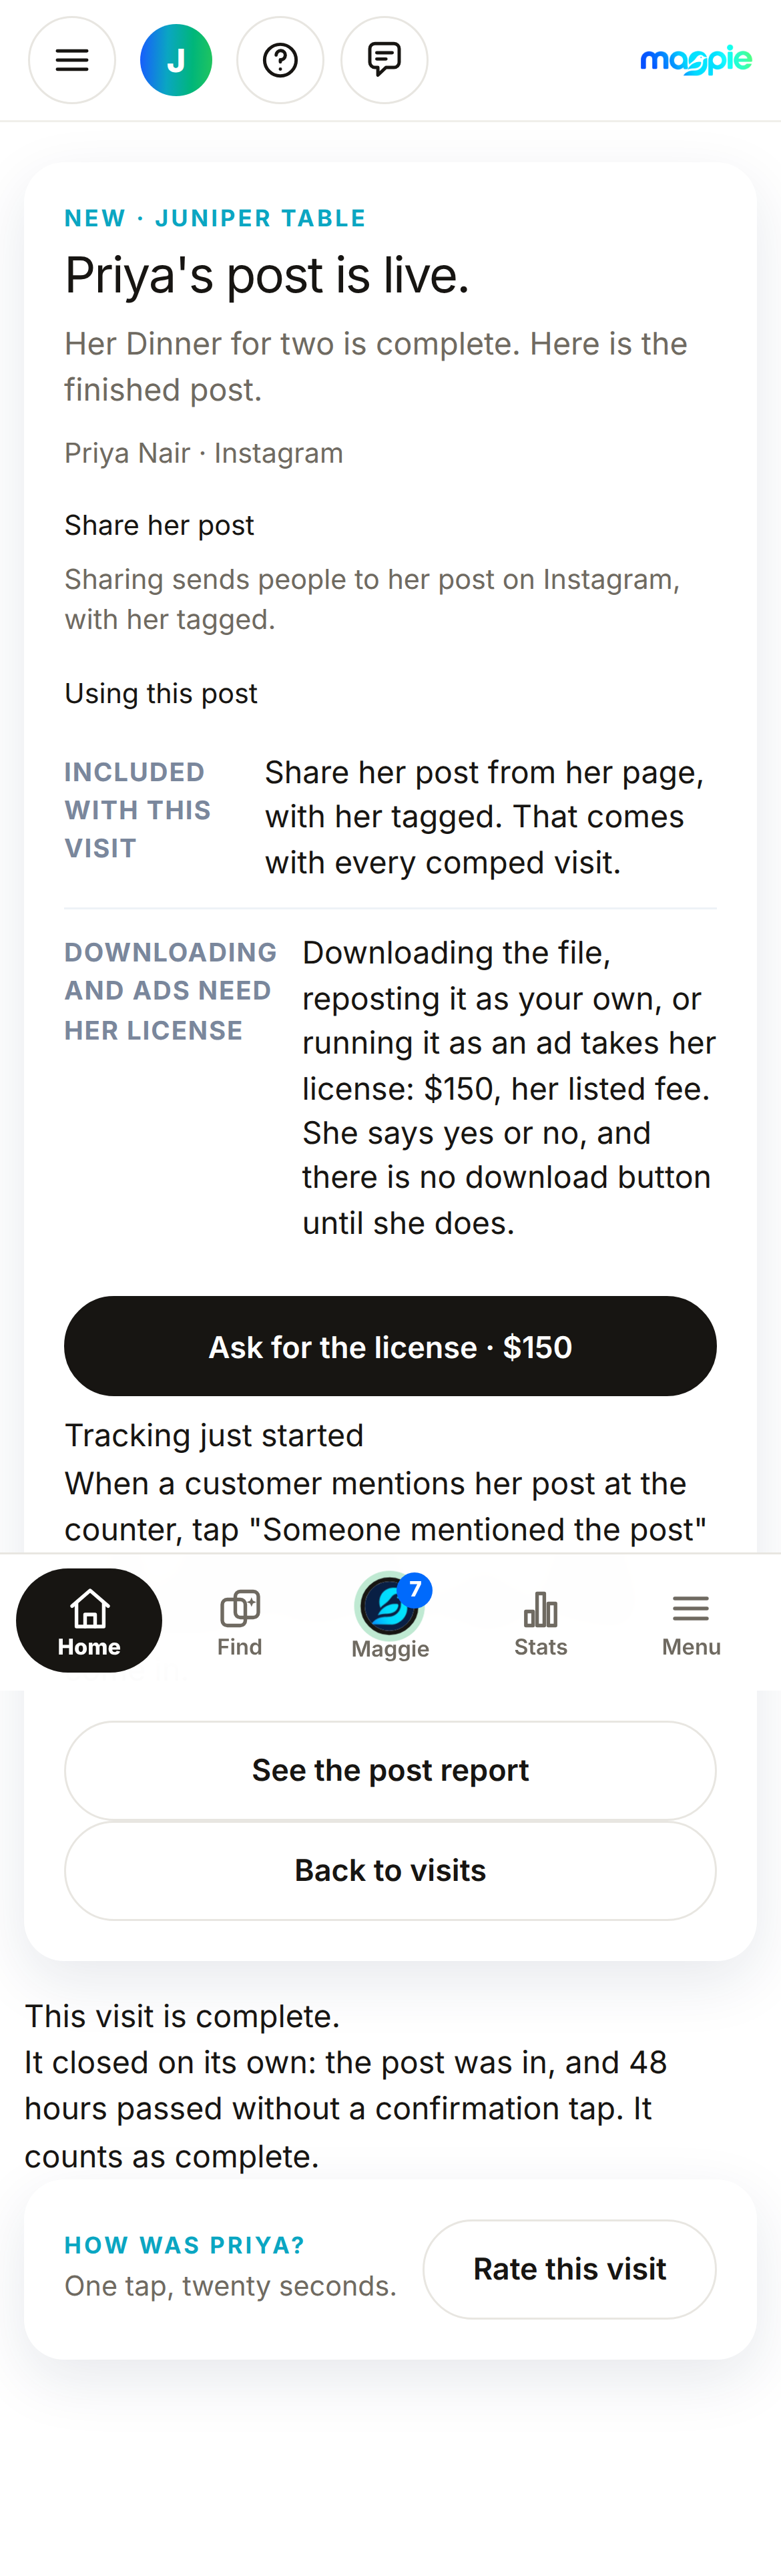 J
magpie
NEW · JUNIPER TABLE
Priya's post is live.
Her Dinner for two is complete. Here is the
finished post.
Priya Nair · Instagram
Share her post
Sharing sends people to her post on Instagram,
with her tagged.
Using this post
INCLUDED
WITH THIS
VISIT
Share her post from her page,
with her tagged. That comes
with every comped visit.
DOWNLOADING
AND ADS NEED
HER LICENSE
Downloading the file,
reposting it as your own, or
running it as an ad takes her
license: $150, her listed fee.
She says yes or no, and
there is no download button
until she does.
Ask for the license · $150
Tracking just started
When a customer mentions her post at the
counter, tap "Someone mentioned the post"
Home
Find
7
Maggie
Stats
Menu
See the post report
Back to visits
This visit is complete.
It closed on its own: the post was in, and 48
hours passed without a confirmation tap. It
counts as complete.
HOW WAS PRIYA?
One tap, twenty seconds.
Rate this visit